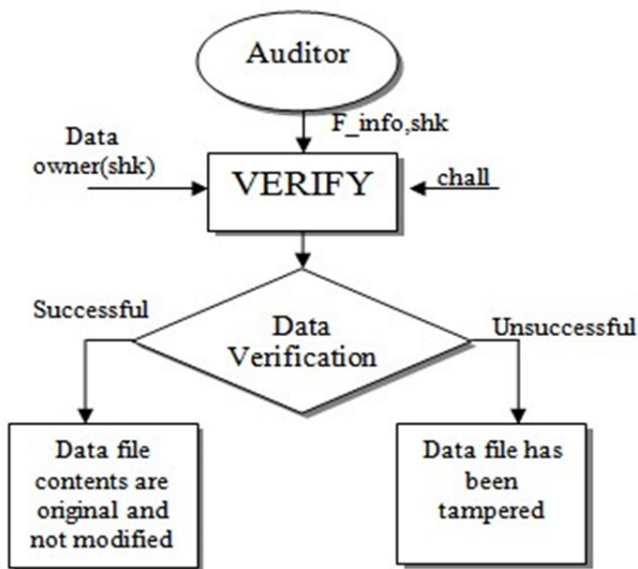 Auditor
F_info,shk
Data
owner(shk)
VERIFY
chall
Successful
Data
Verification
Unsuccessful
Data file
contents are
original and
not modified
Data file has
been
tampered